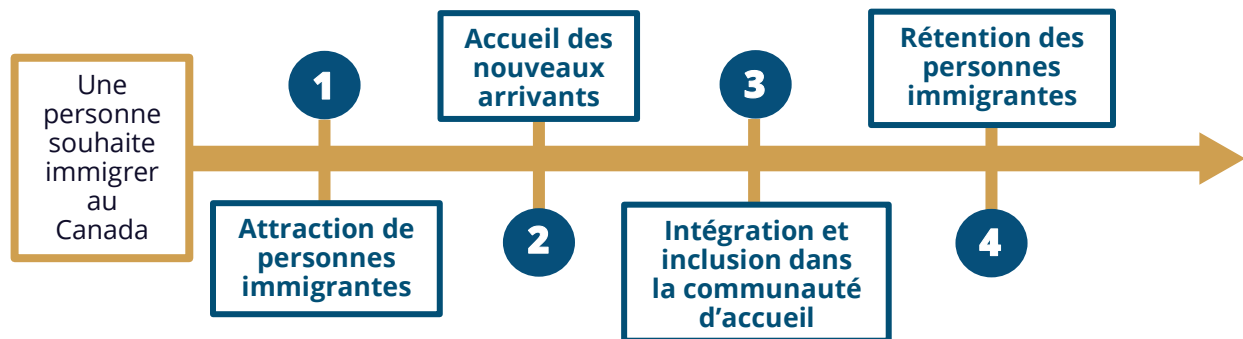 Une
personne
souhaite
immigrer
au
Canada
1
Attraction de
personnes
immigrantes
Accueil des
nouveaux
arrivants
2
3
Intégration et
inclusion dans
la communauté
d’accueil
Rétention des
personnes
immigrantes
4